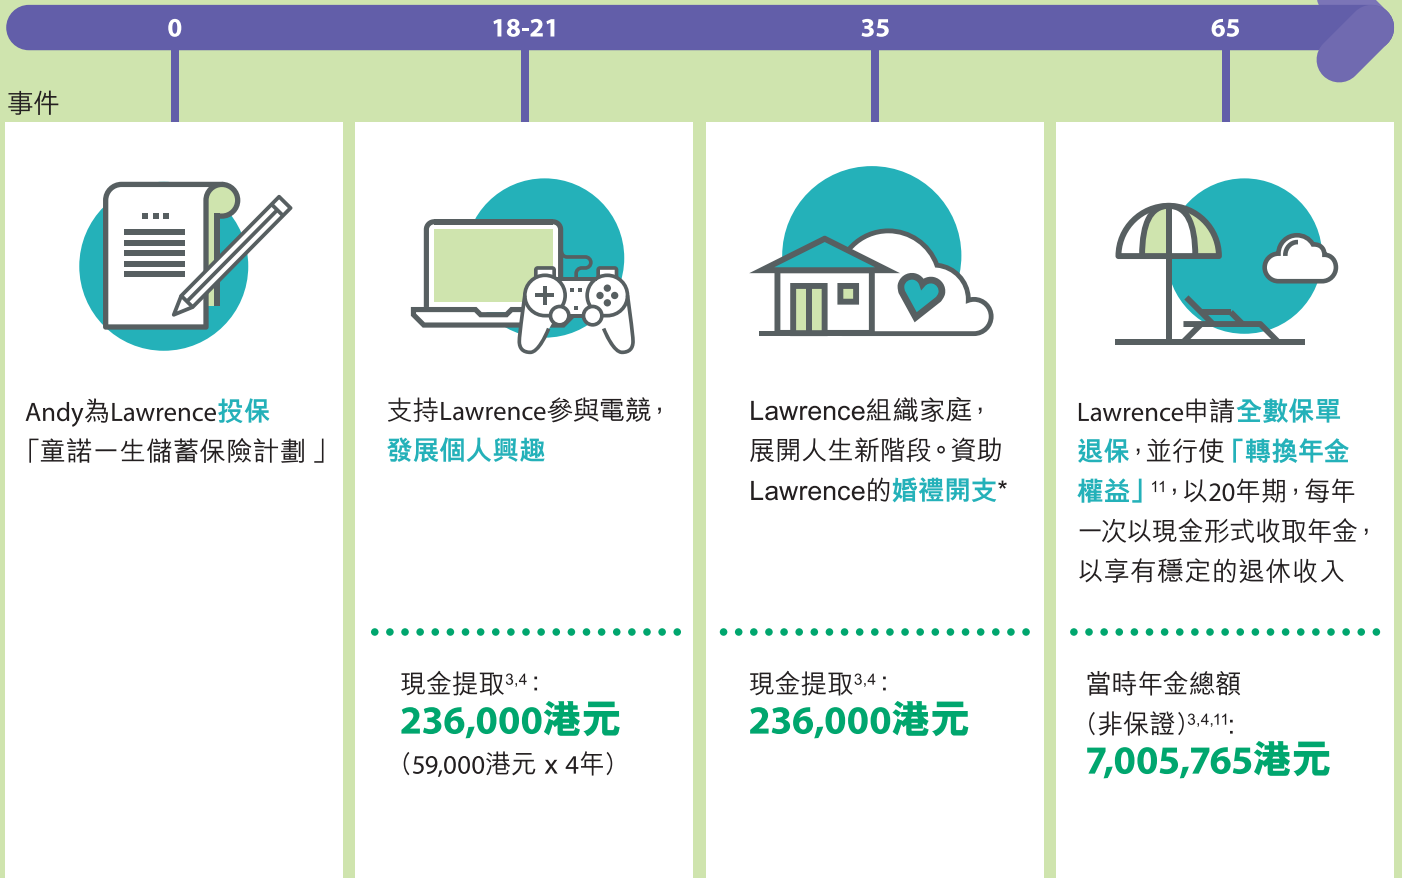 0
18-21
35
65
事件
Andy為Lawrence投保
「童諾一生儲蓄保險計劃」
支持Lawrence參與電競，
發展個人興趣
現金提取3,4：
236,000港元
（59,000港元 x 4年）
Lawrence組織家庭，
展開人生新階段。資助
Lawrence的婚禮開支*
現金提取3,4：
236,000港元
Lawrence申請全數保單
退保，並行使「轉換年金
權益」11，以20年期，每年
一次以現金形式收取年金，
以享有穩定的退休收入
當時年金總額
（非保證）3,4,11:
7,005,765港元